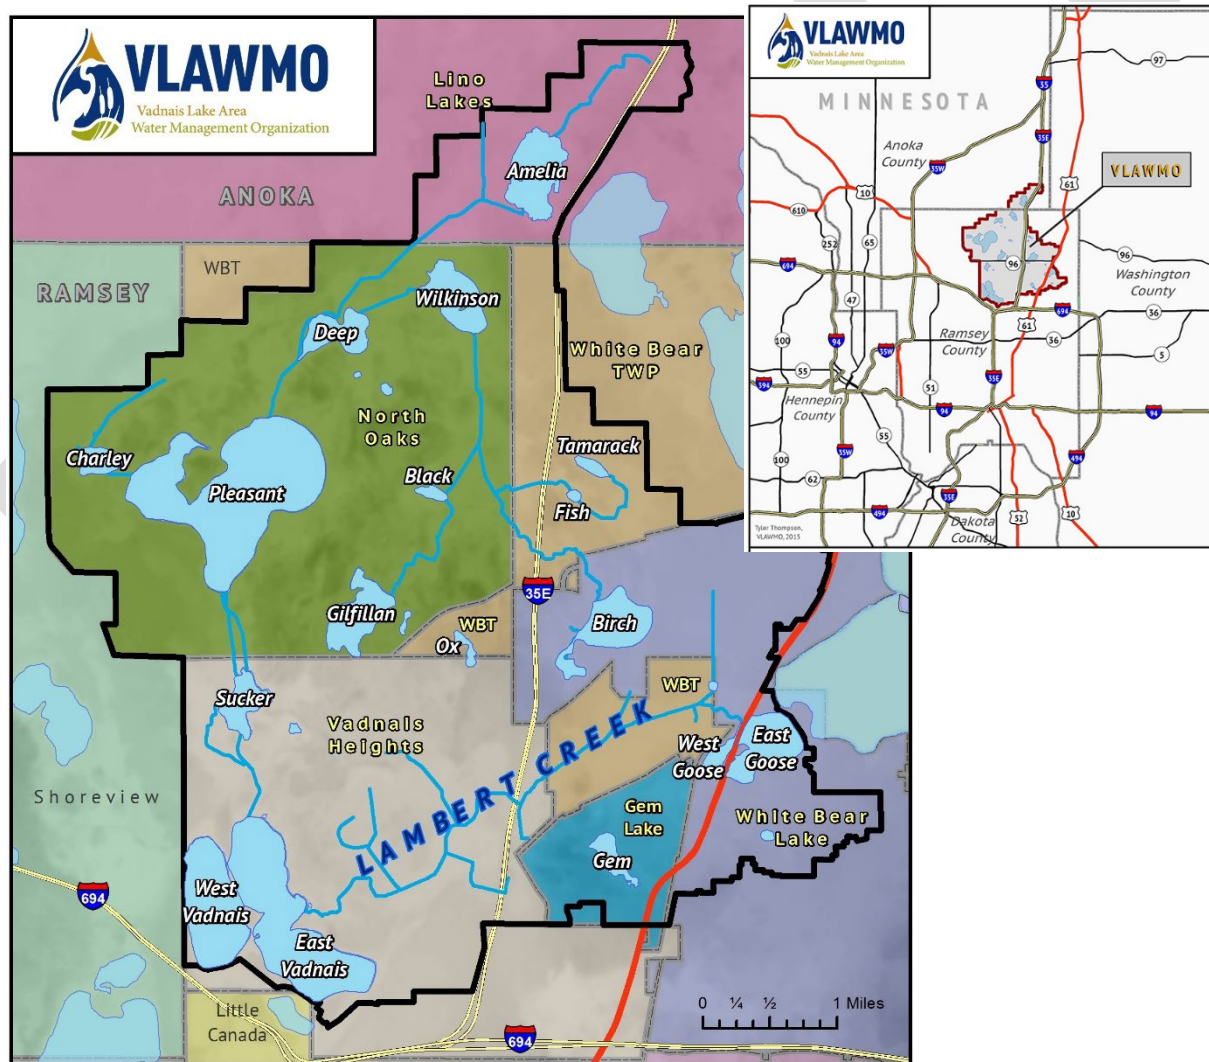 VLAWMO
Vadnais Lake Area
Water Management Organization
Lino
Lakes
Amelia
ANOKA
WBT
RAMSEY
Wilkinson
Deep
White Bear
TWP
North
Oaks
Charley
Pleasant
Black
Tamarack
Fish
35E
Gilfillan
WBT
Ox
Birch
Sucker
WBT
Vadnais
Heights
LAMBERT CREEK
West
Goose
East
Goose
Shoreview
Gem
Lake
White Bear
Lake
Gem
694
West
Vadnais
East
Vadnais
Little
Canada
694
0 ¼ ½ 1 Miles
VLAWMO
Vadnais Lake Area
Water Management Organization
MINNESOTA
97
35
Anoka
County
35E
35W
VLAWMO
10
61
610
252
65
96
96
694
Washington
County
47
694
36
61
Ramsey
County
36
100
94
35W
5
55
35E
394
51
Hennepin
County
94
94
55
35W
100
494
62
35E
494
52
10
Dakota
County
Tyler Thompson,
VLAWMO, 2015